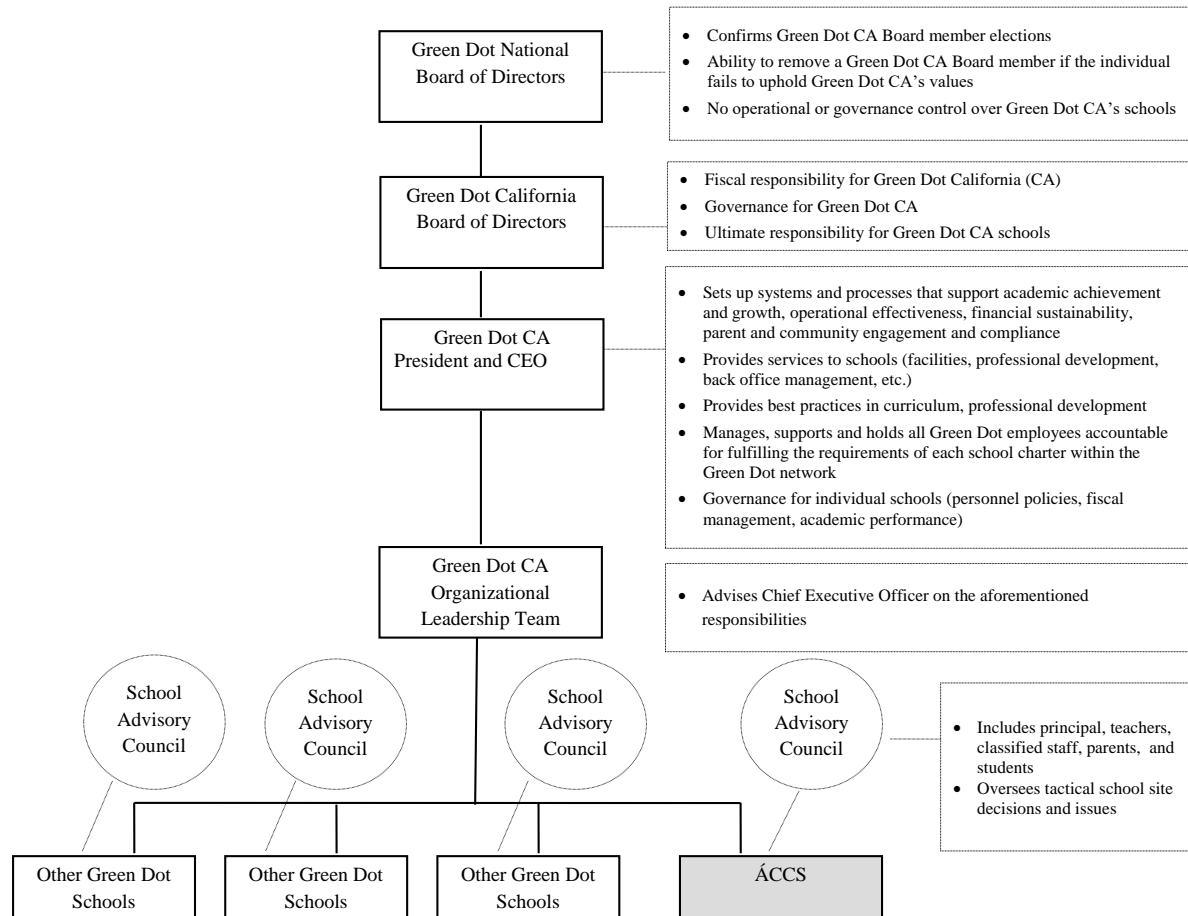 Green Dot National
Board of Directors
• Confirms Green Dot CA Board member elections
• Ability to remove a Green Dot CA Board member if the individual
fails to uphold Green Dot CA's values
• No operational or governance control over Green Dot CA's schools
Green Dot California
Board of Directors
• Fiscal responsibility for Green Dot California (CA)
• Governance for Green Dot CA
• Ultimate responsibility for Green Dot CA schools
Green Dot CA
President and CEO
• Sets up systems and processes that support academic achievement
and growth, operational effectiveness, financial sustainability,
parent and community engagement and compliance
• Provides services to schools (facilities, professional development,
back office management, etc.)
• Provides best practices in curriculum, professional development
• Manages, supports and holds all Green Dot employees accountable
for fulfilling the requirements of each school charter within the
Green Dot network
• Governance for individual schools (personnel policies, fiscal
management, academic performance)
Green Dot CA
Organizational
Leadership Team
• Advises Chief Executive Officer on the aforementioned
responsibilities
School
Advisory
Council
School
Advisory
Council
School
Advisory
Council
School
Advisory
Council
• Includes principal, teachers,
classified staff, parents, and
students
• Oversees tactical school site
decisions and issues
Other Green Dot
Schools
Other Green Dot
Schools
Other Green Dot
Schools
ÁCCS